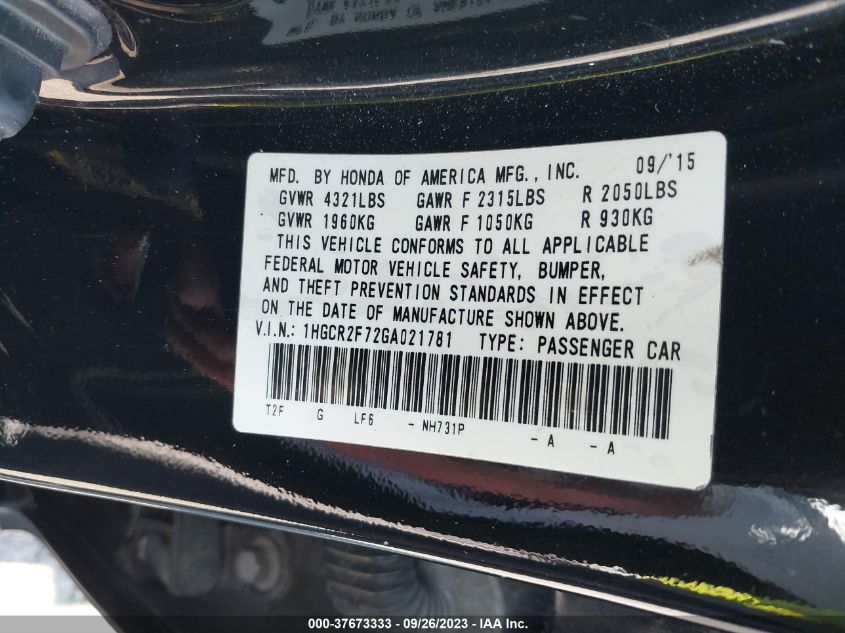 MFD. BY HONDA OF AMERICA MFG., INC. 09/'15
GVWR 4321LBS GAWR F 2315LBS R 2050LBS
GVWR 1960KG GAWR F 1050KG R 930KG
THIS VEHICLE CONFORMS TO ALL APPLICABLE
FEDERAL MOTOR VEHICLE SAFETY, BUMPER,
AND THEFT PREVENTION STANDARDS IN EFFECT
ON THE DATE OF MANUFACTURE SHOWN ABOVE.
V.I.N.: 1HGCR2F72GA021781 TYPE: PASSENGER CAR
T2F G LF6 - NH731P - A - A
000-37673333 - 09/26/2023 - IAAI.COM